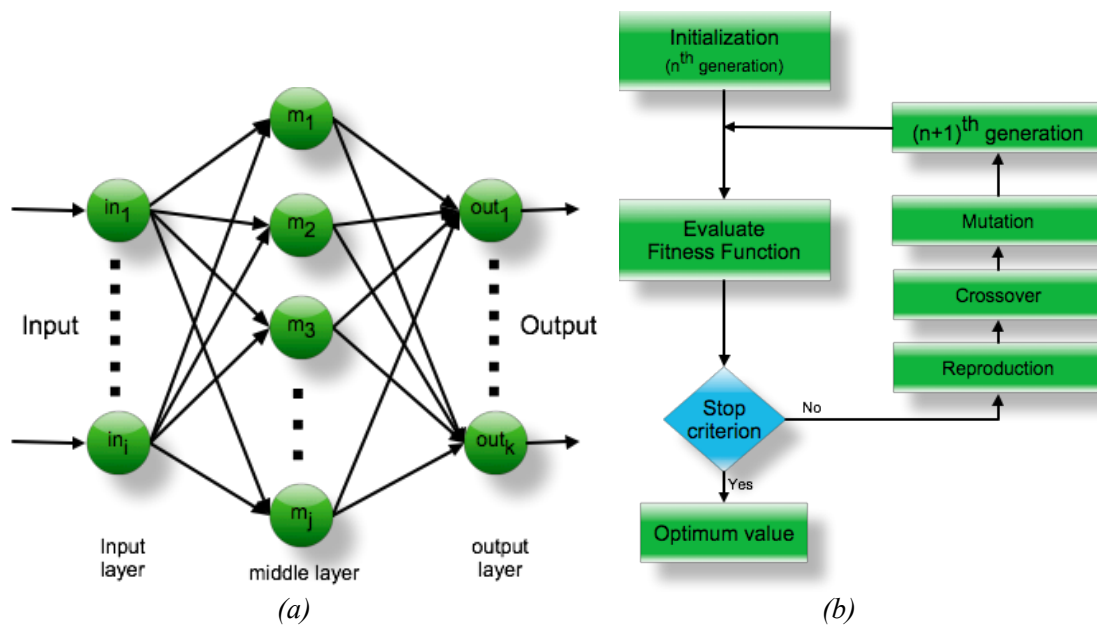 m1
in1
m2
out1
Input
m3
Output
ini
outk
mj
Input
layer
middle layer
output
layer
(a)
Initialization
(nth generation)
(n+1)th generation
Evaluate
Fitness Function
Mutation
Crossover
Reproduction
Stop
criterion
No
Yes
Optimum value
(b)